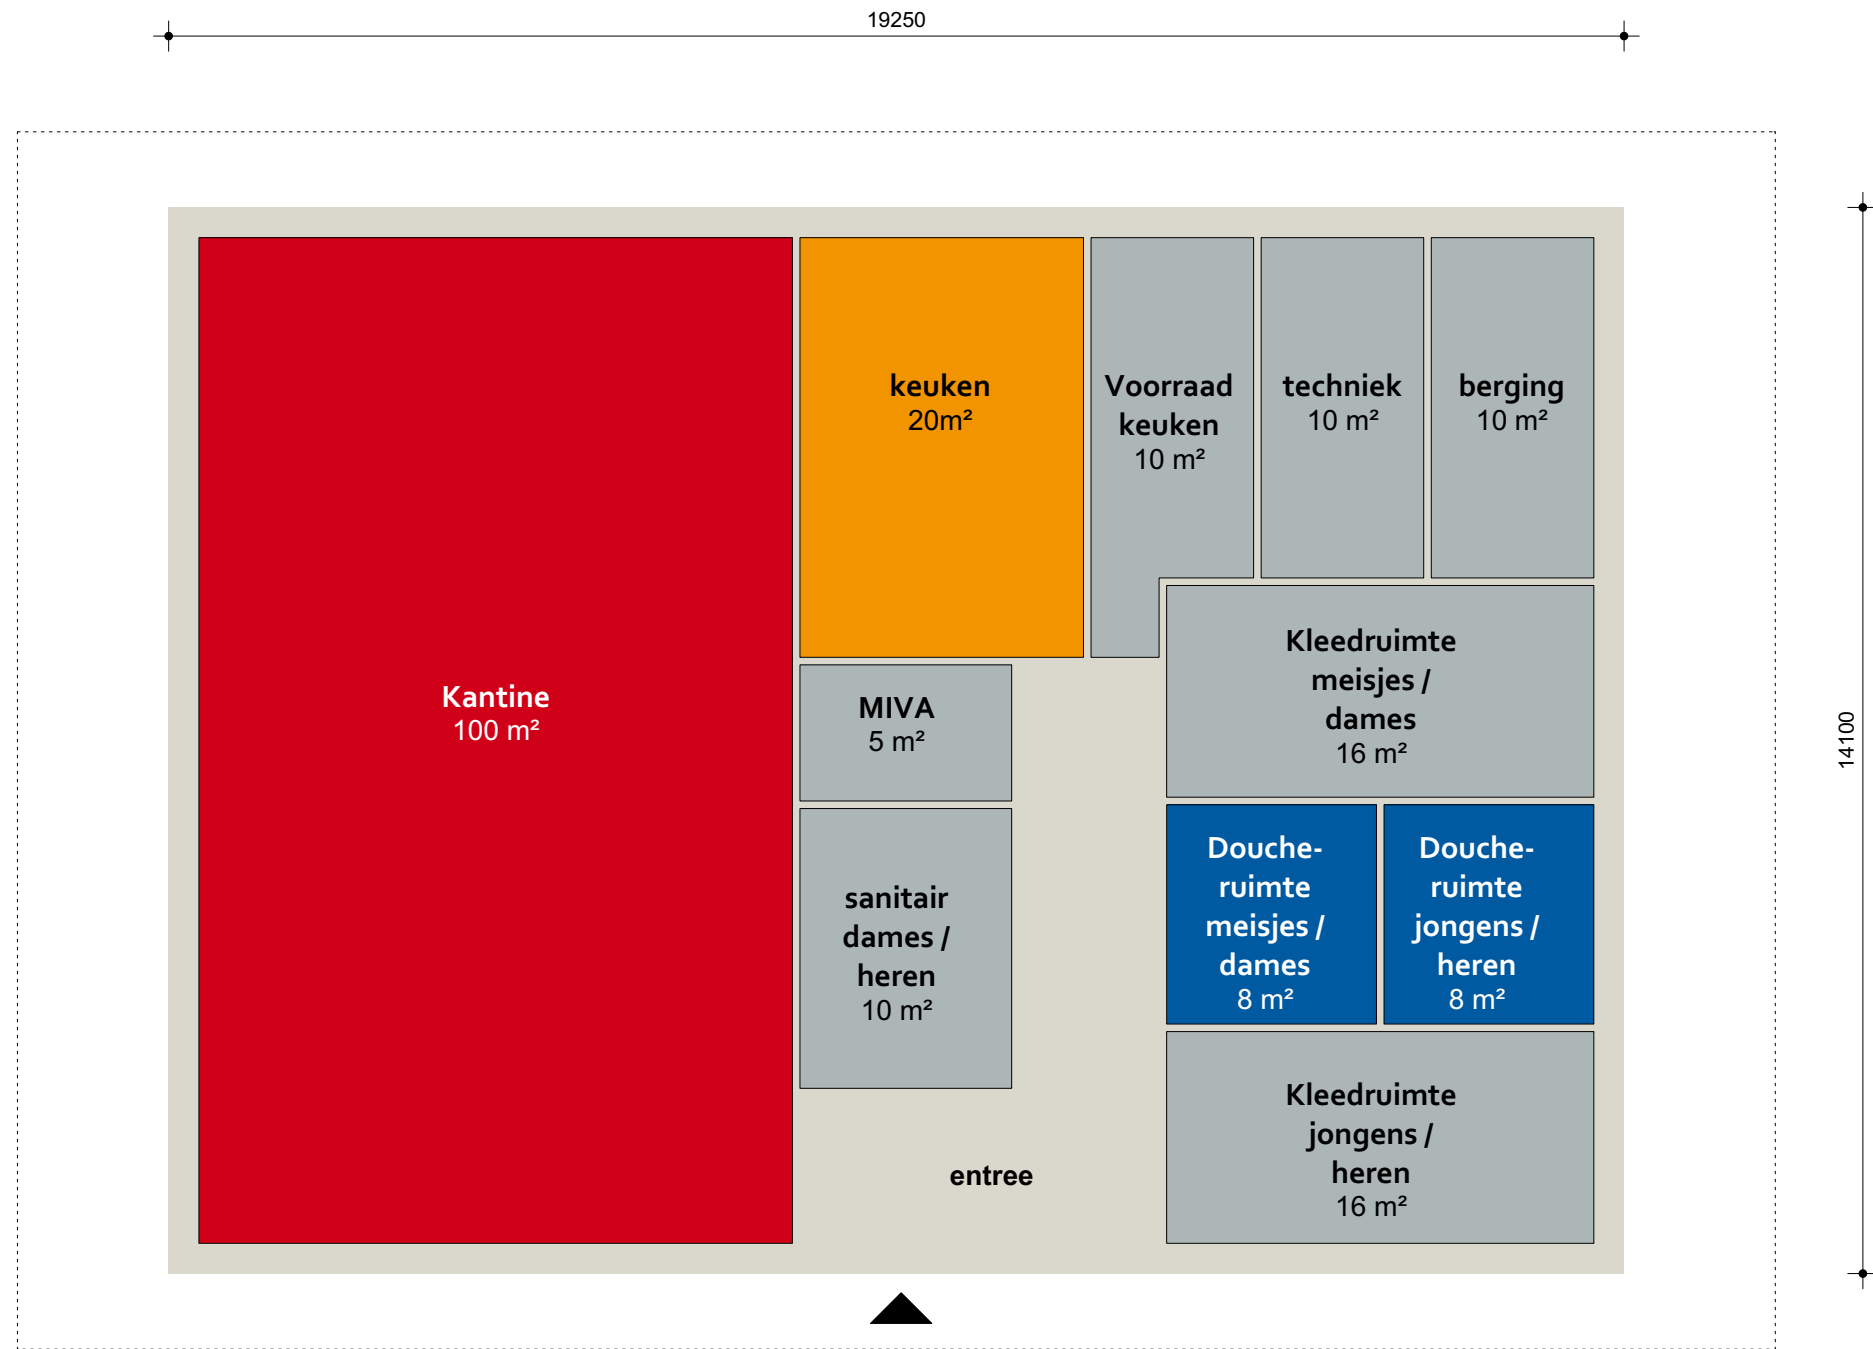 19250
keuken
20m²
Voorraad
keuken
10 m²
techniek
10 m²
berging
10 m²
Kantine
100 m²
MIVA
5 m²
Kleedruimte
meisjes /
dames
16 m²
14100
sanitair
dames /
heren
10 m²
Douche-
ruimte
meisjes /
dames
8 m²
Douche-
ruimte
jongens /
heren
8 m²
entree
Kleedruimte
jongens /
heren
16 m²